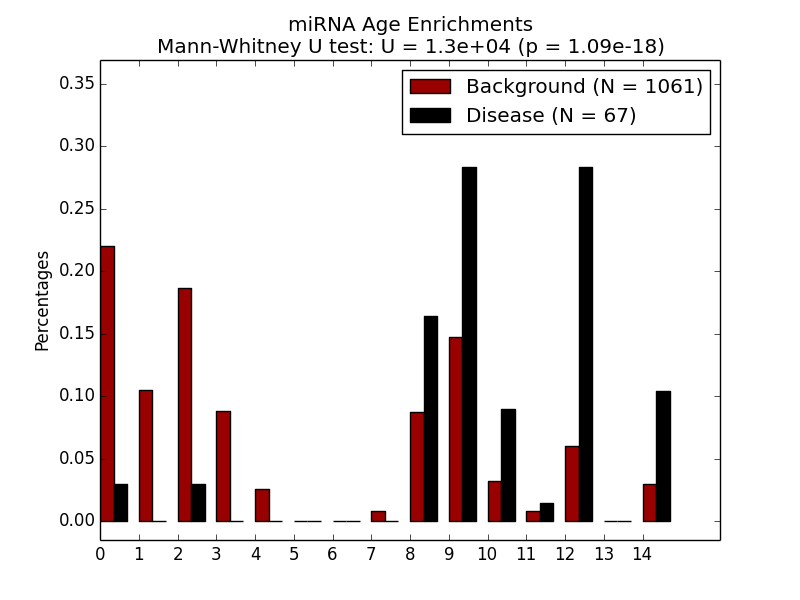 miRNA Age Enrichments
Mann-Whitney U test: U = 1.3e+04 (p = 1.09e-18)
Background (N = 1061)
Disease (N = 67)
Percentages
0.35
0.30
0.25
0.20
0.15
0.10
0.05
0.00
0 1 2 3 4 5 6 7 8 9 10 11 12 13 14